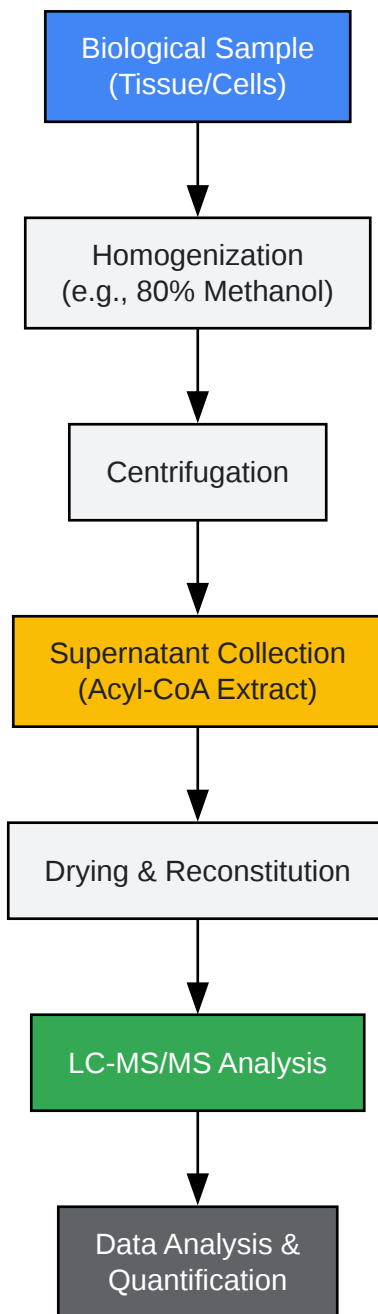 Biological Sample
(Tissue/Cells)
Homogenization
(e.g., 80% Methanol)
Centrifugation
Supernatant Collection
(Acyl-CoA Extract)
Drying & Reconstitution
LC-MS/MS Analysis
Data Analysis &
Quantification